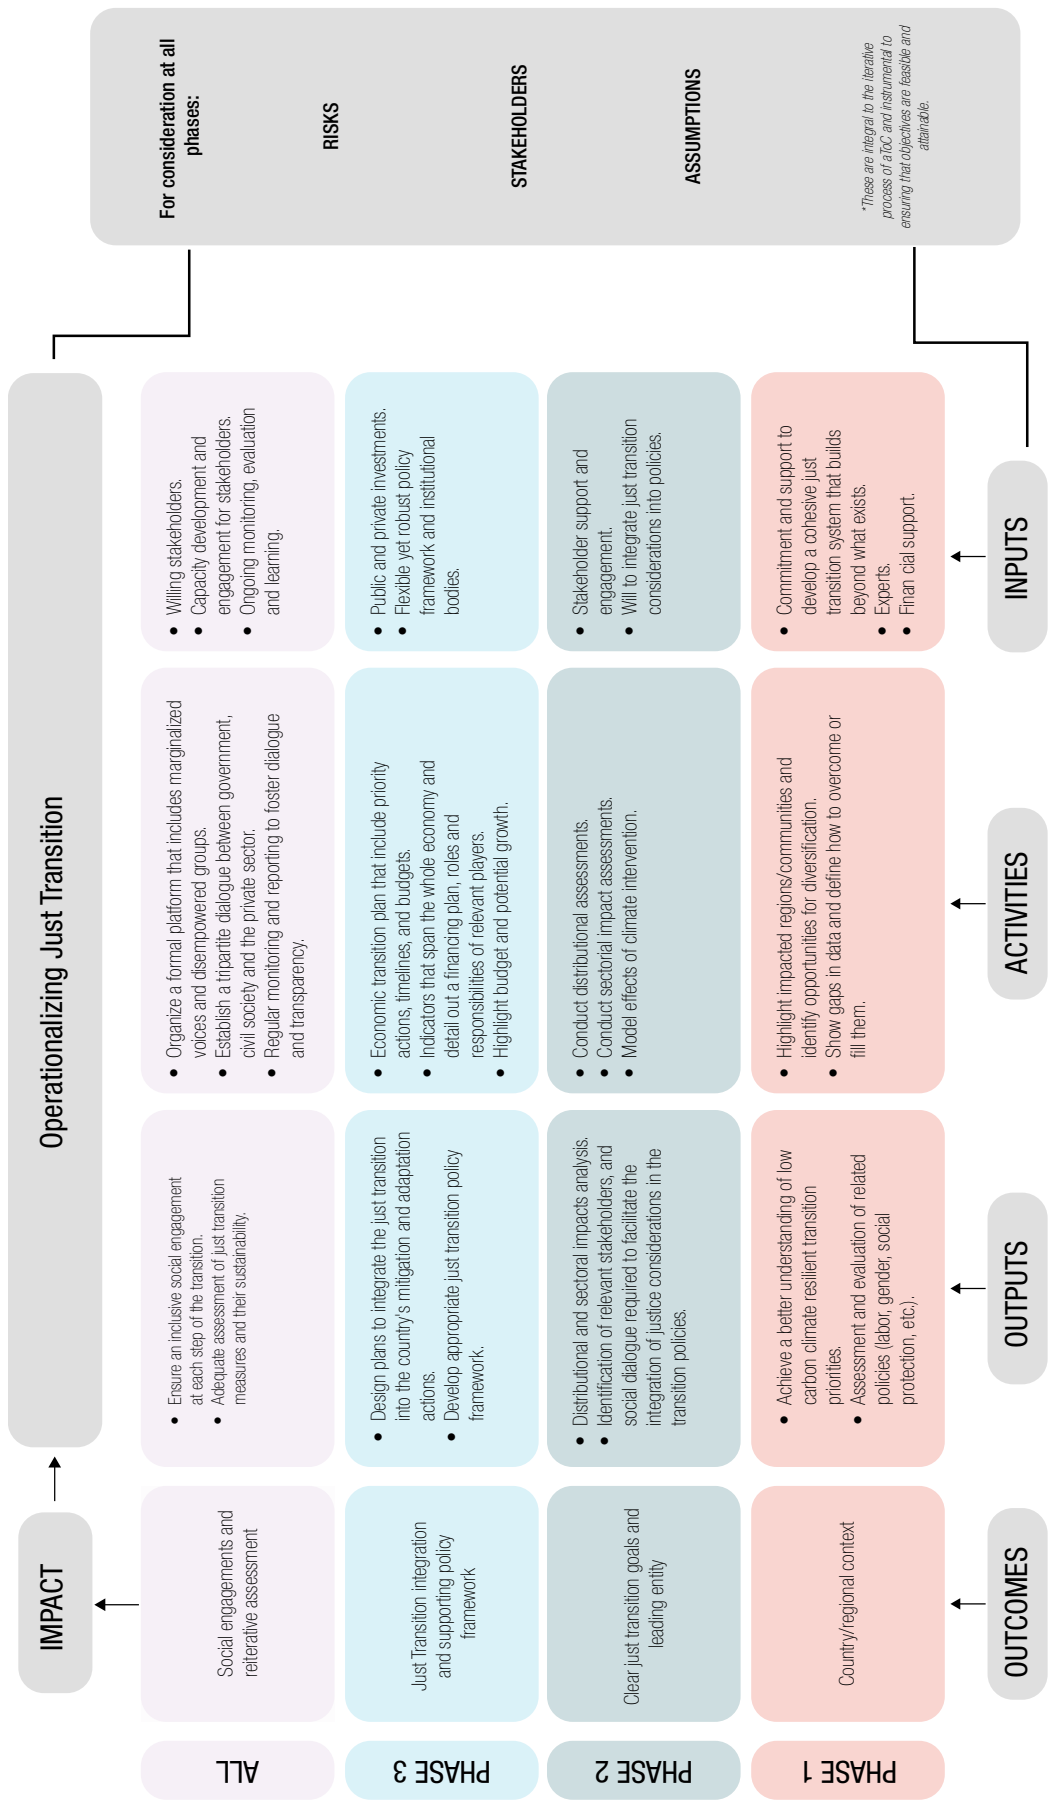 IMPACT
Operationalizing Just Transition
ALL
Social engagements and
reiterative assessment
• Ensure an inclusive social engagement
at each step of the transition.
• Adequate assessment of just transition
measures and their sustainability.
• Organize a formal platform that includes marginalized
voices and disempowered groups.
• Establish a tripartite dialogue between government,
civil society and the private sector.
• Regular monitoring and reporting to foster dialogue
and transparency.
• Willing stakeholders.
• Capacity development and
engagement for stakeholders.
• Ongoing monitoring, evaluation
and learning.
PHASE 3
Just Transition integration
and supporting policy
framework
• Design plans to integrate the just transition
into the country's mitigation and adaptation
actions.
• Develop appropriate just transition policy
framework.
• Economic transition plan that include priority
actions, timelines, and budgets.
• Indicators that span the whole economy and
detail out a financing plan, roles and
responsibilities of relevant players.
• Highlight budget and potential growth.
• Public and private investments.
• Flexible yet robust policy
framework and institutional
bodies.
PHASE 2
Clear just transition goals and
leading entity
• Distributional and sectoral impacts analysis.
• Identification of relevant stakeholders, and
social dialogue required to facilitate the
integration of justice considerations in the
transition policies.
• Conduct distributional assessments.
• Conduct sectorial impact assessments.
• Model effects of climate intervention.
• Stakeholder support and
engagement.
• Will to integrate just transition
considerations into policies.
PHASE 1
Country/regional context
• Achieve a better understanding of low
carbon climate resilient transition
priorities.
• Assessment and evaluation of related
policies (labor, gender, social
protection, etc.).
• Highlight impacted regions/communities and
identify opportunities for diversification.
• Show gaps in data and define how to overcome or
fill them.
• Commitment and support to
develop a cohesive just
transition system that builds
beyond what exists.
• Experts.
• Finan cial support.
OUTCOMES
OUTPUTS
ACTIVITIES
INPUTS
For consideration at all
phases:
RISKS
STAKEHOLDERS
ASSUMPTIONS
*These are integral to the iterative
process of aToC and instrumental to
ensuring that objectives are feasible and
attainable.